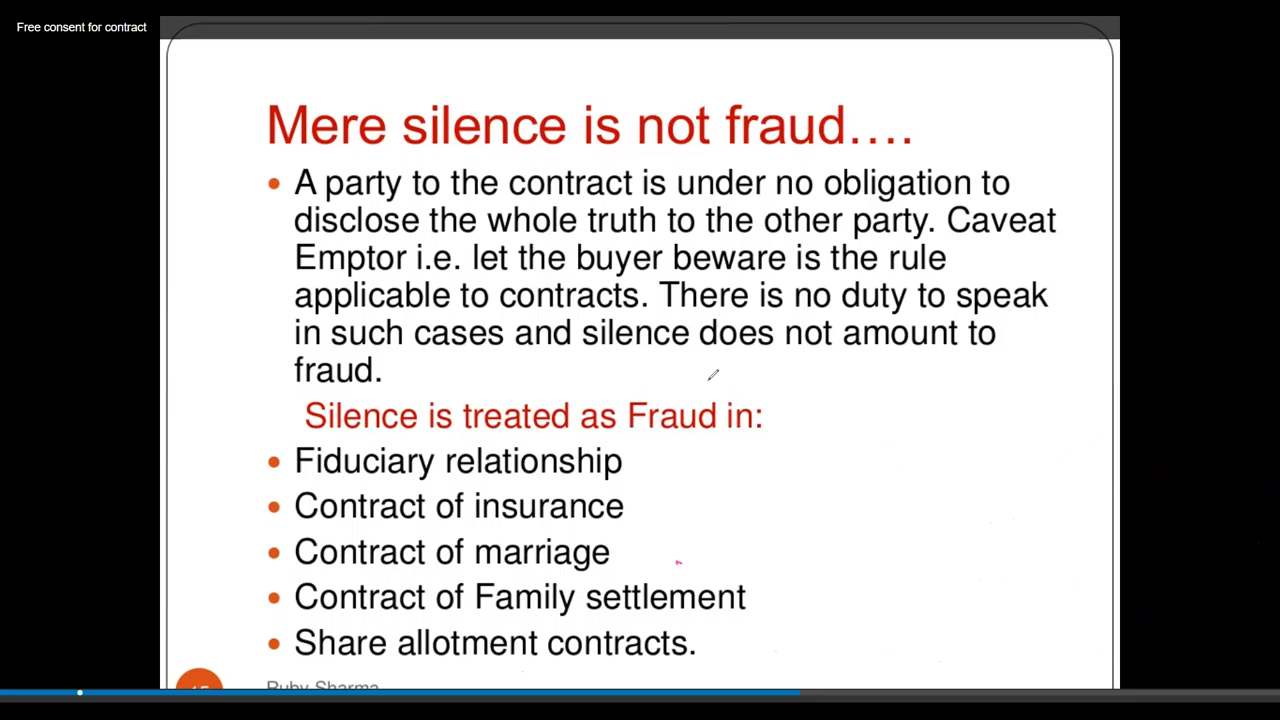 Free consent for contract
Mere silence is not fraud….
• A party to the contract is under no obligation to
disclose the whole truth to the other party. Caveat
Emptor i.e. let the buyer beware is the rule
applicable to contracts. There is no duty to speak
in such cases and silence does not amount to
fraud.
Silence is treated as Fraud in:
• Fiduciary relationship
• Contract of insurance
• Contract of marriage
• Contract of Family settlement
• Share allotment contracts.
Ruby Sharma